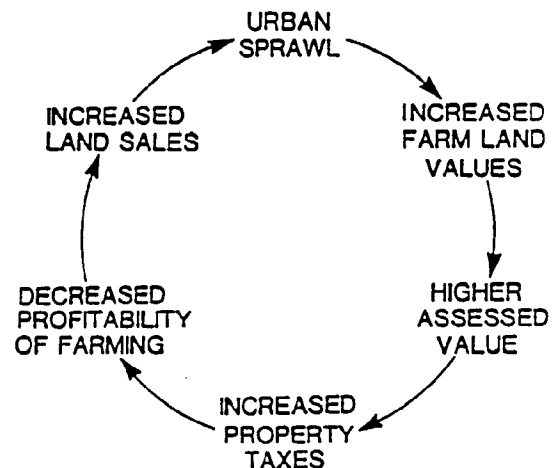 URBAN
SPRAWL
INCREASED
FARM LAND
VALUES
HIGHER
ASSESSED
VALUE
INCREASED
PROPERTY
TAXES
DECREASED
PROFITABILITY
OF FARMING
INCREASED
LAND SALES